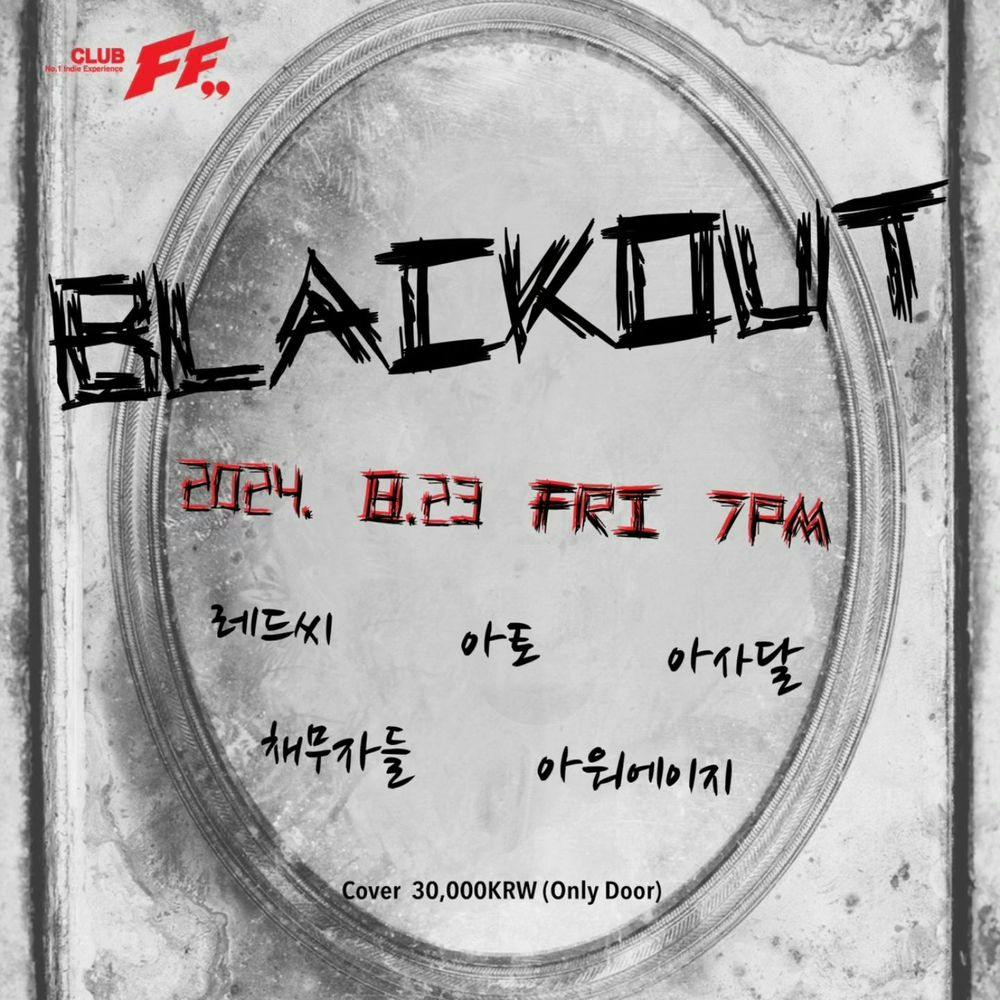 CLUB FF
No.1 Indie Experience
BLACKOUT
2024. 8.23 FRI 7PM
레드씨 아토 아사달
채무자들 아워에이지
Cover 30,000KRW (Only Door)